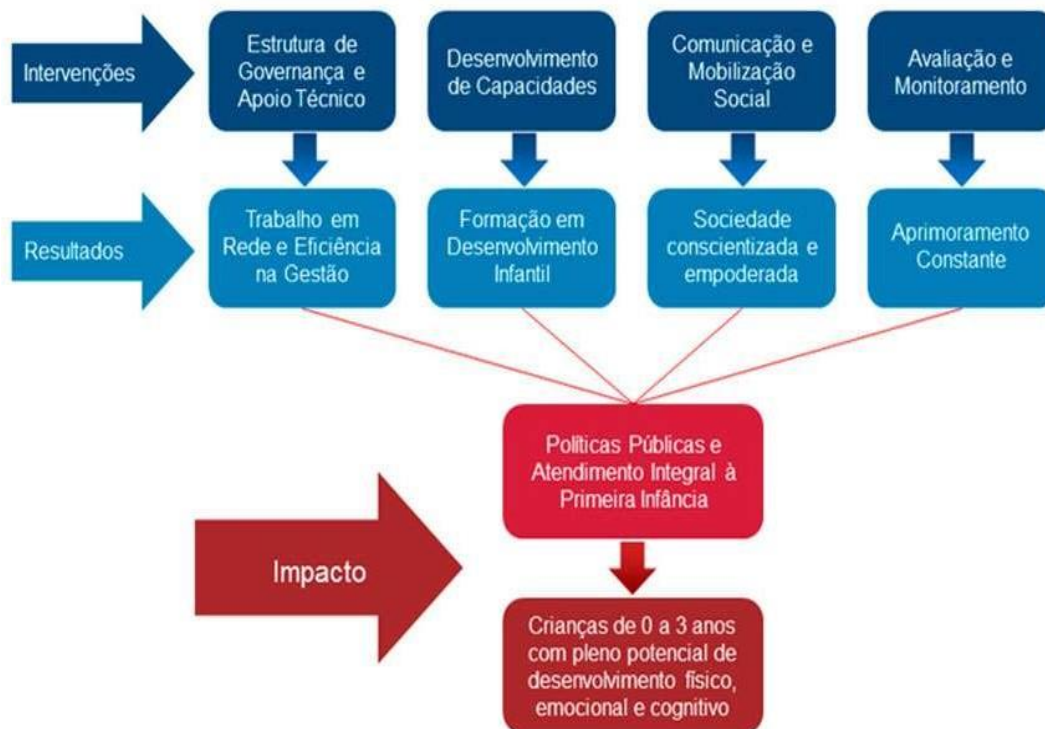 Intervenções
Estrutura de
Governança e
Apoio Técnico
Desenvolvimento
de Capacidades
Comunicação e
Mobilização
Social
Avaliação e
Monitoramento
Resultados
Trabalho em
Rede e Eficiência
na Gestão
Formação em
Desenvolvimento
Infantil
Sociedade
conscientizada e
empoderada
Aprimoramento
Constante
Políticas Públicas e
Atendimento Integral à
Primeira Infância
Impacto
Crianças de 0 a 3 anos
com pleno potencial de
desenvolvimento físico,
emocional e cognitivo